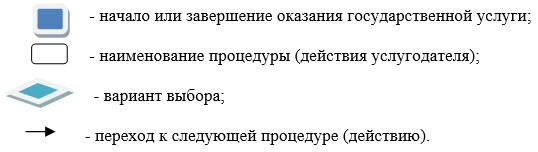 - начало или завершение оказания государственной услуги;
- наименование процедуры (действия услугодателя);
- вариант выбора;
- переход к следующей процедуре (действию).